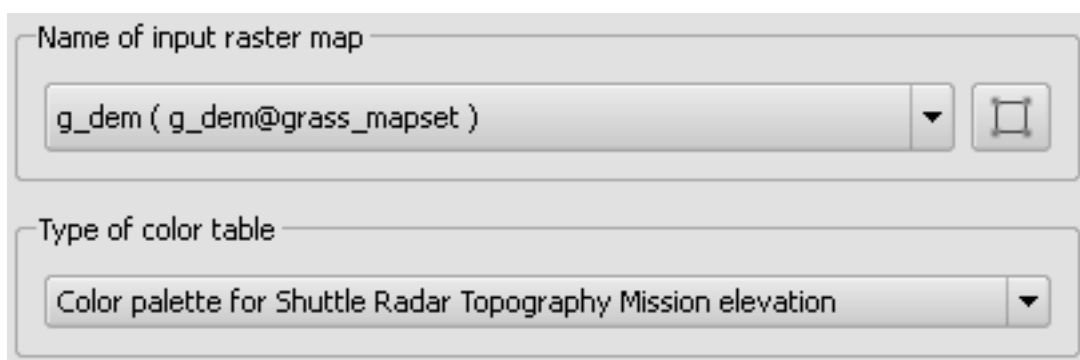 Name of input raster map
g_dem ( g_dem@grass_mapset )
Type of color table
Color palette for Shuttle Radar Topography Mission elevation